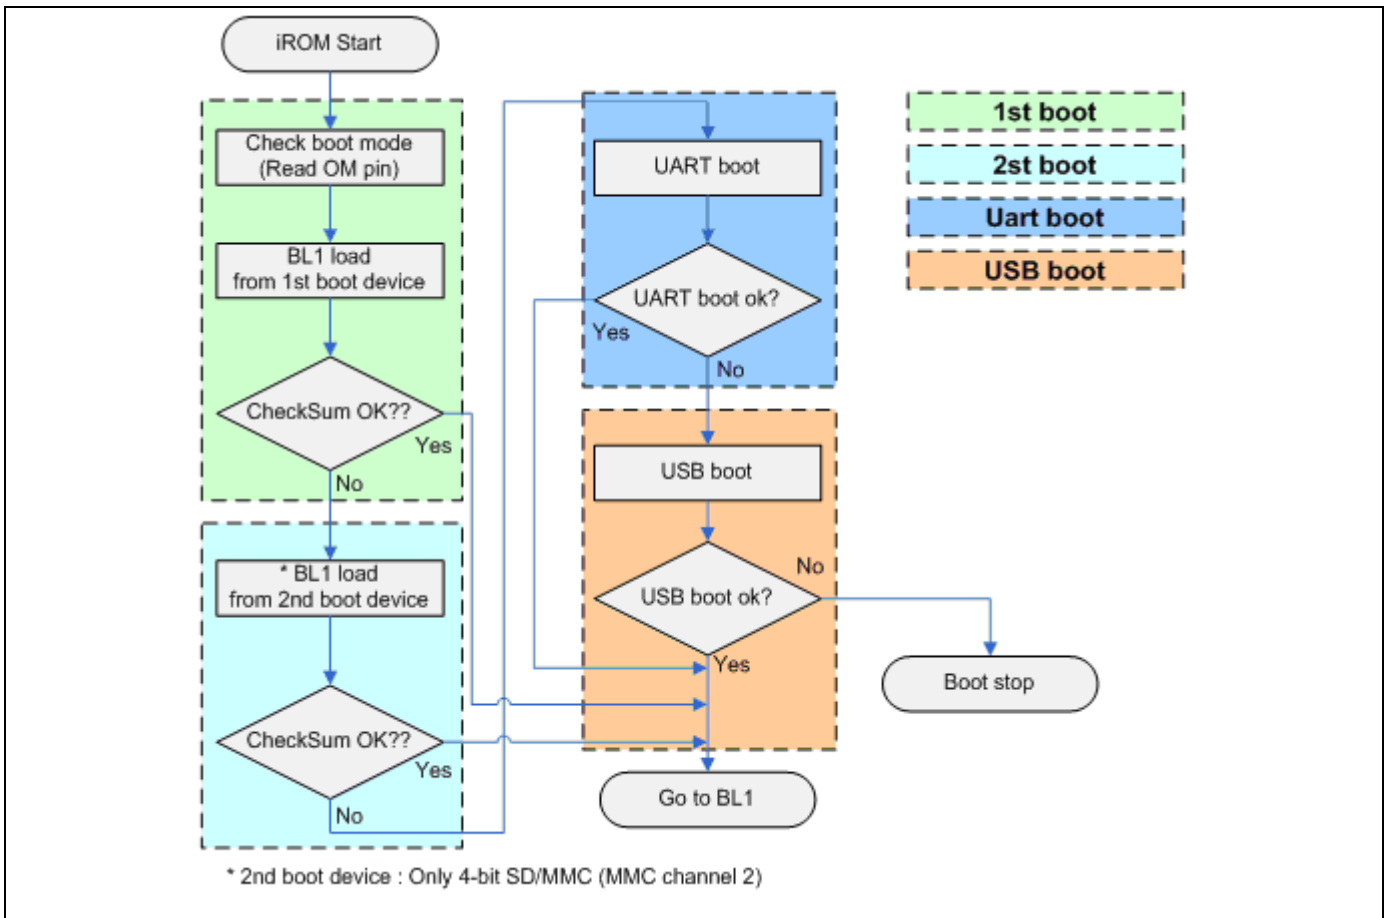 iROM Start
Check boot mode
(Read OM pin)
BL1 load
from 1st boot device
CheckSum OK??
Yes
No
* BL1 load
from 2nd boot device
CheckSum OK??
Yes
No
UART boot
UART boot ok?
Yes
No
USB boot
USB boot ok?
No
Yes
Boot stop
Go to BL1
1st boot
2st boot
Uart boot
USB boot
* 2nd boot device : Only 4-bit SD/MMC (MMC channel 2)